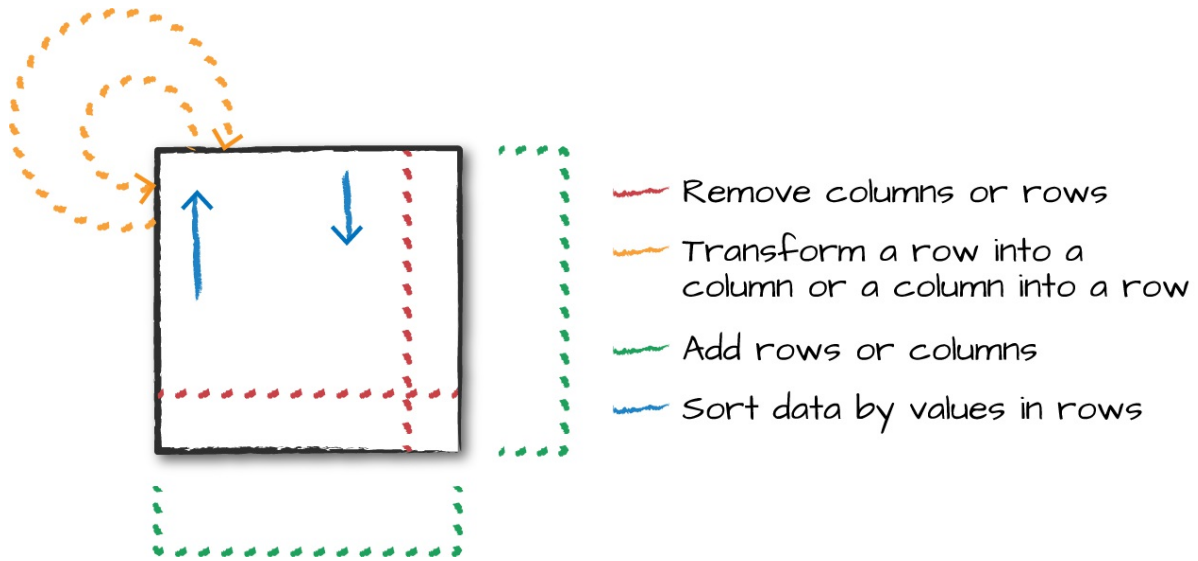 Remove columns or rows
Transform a row into a
column or a column into a row
Add rows or columns
Sort data by values in rows